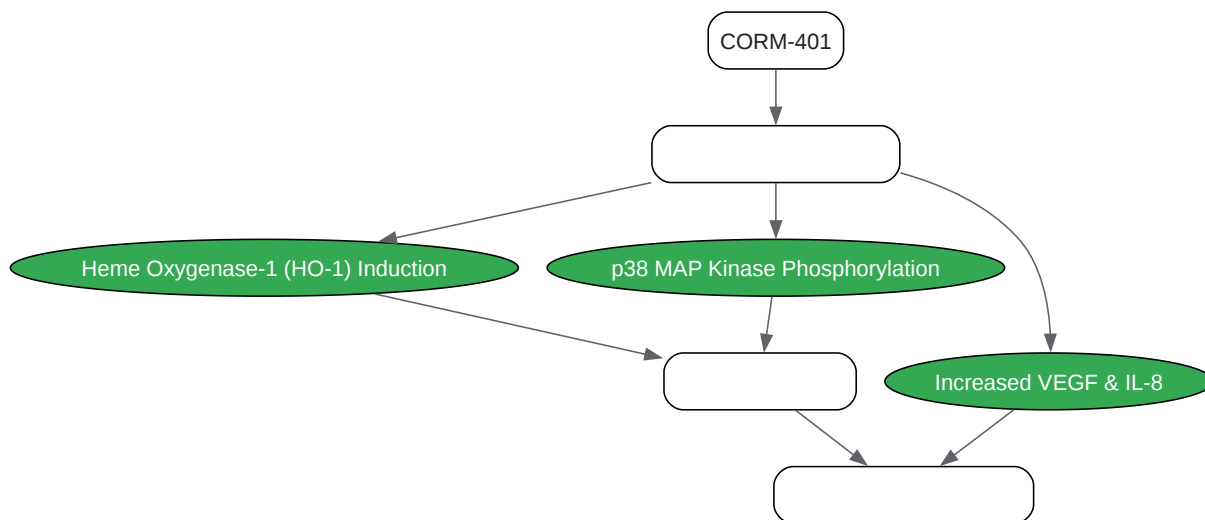 CORM-401
Heme Oxygenase-1 (HO-1) Induction
p38 MAP Kinase Phosphorylation
Increased VEGF & IL-8